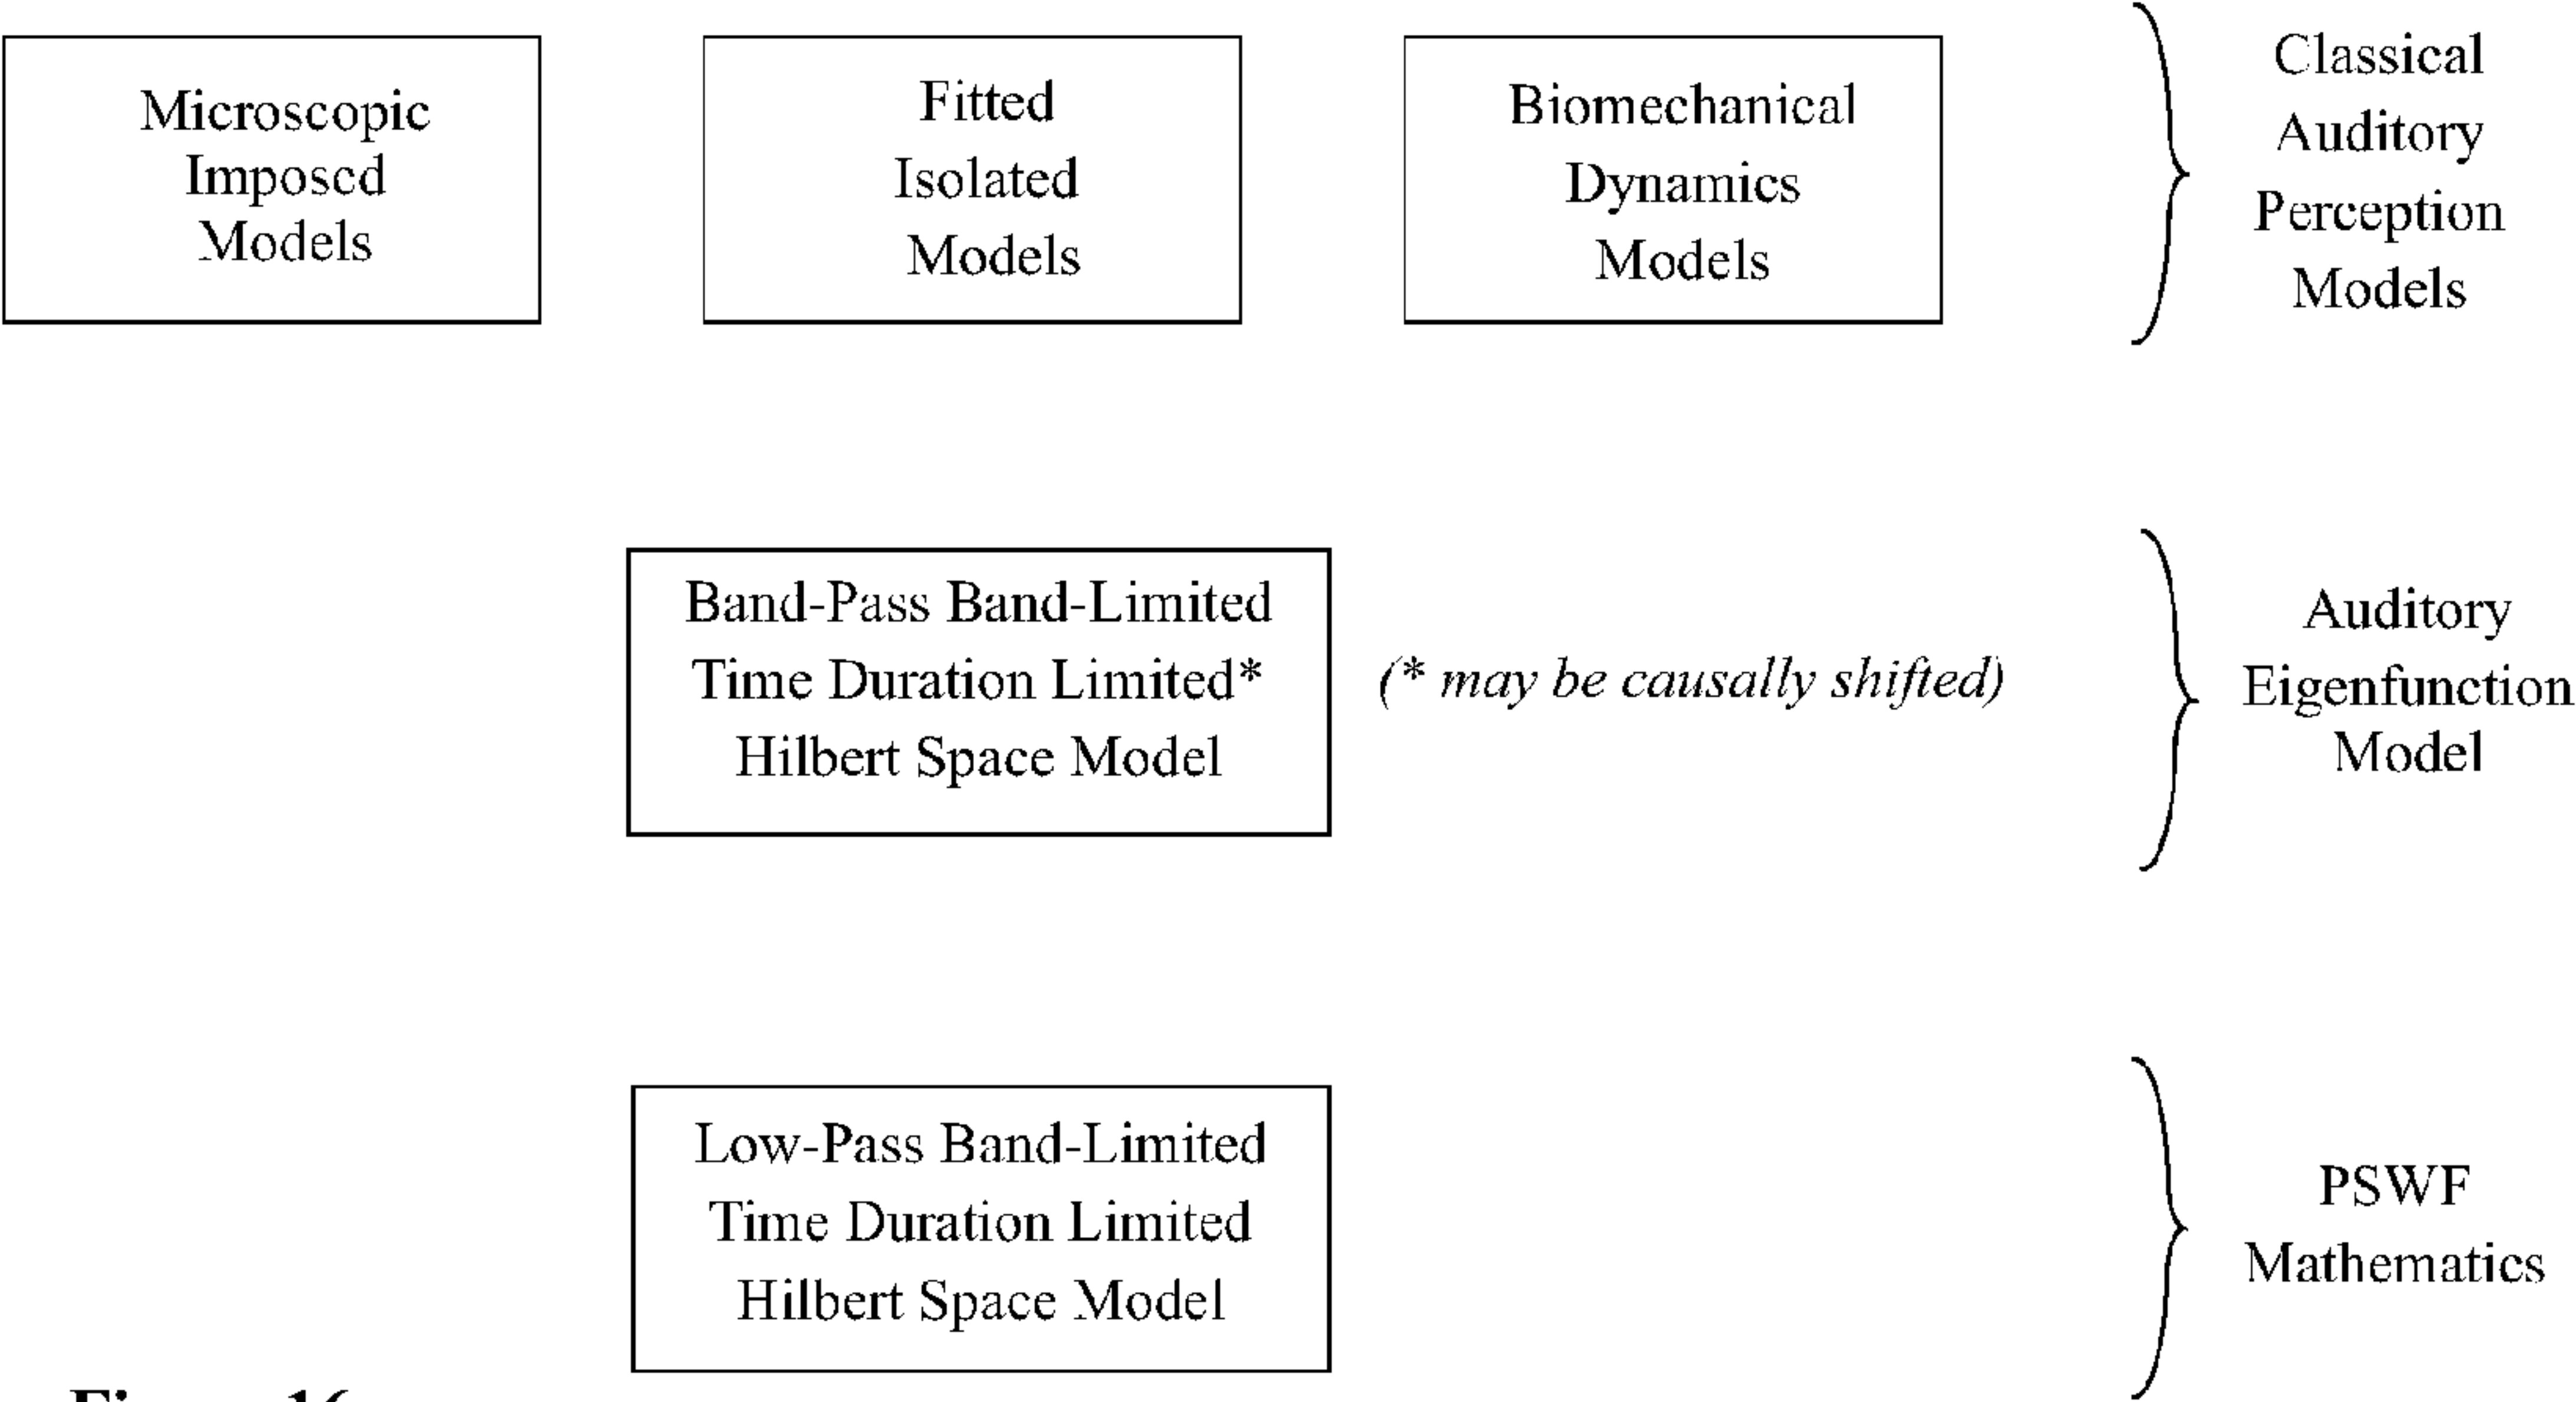 Microscopic
Imposed
Models
Fitted
Isolated
Models
Biomechanical
Dynamics
Models
Classical
Auditory
Perception
Models
Band-Pass Band-Limited
Time Duration Limited*
Hilbert Space Model
(* may be causally shifted)
Auditory
Eigenfunction
Model
Low-Pass Band-Limited
Time Duration Limited
Hilbert Space Model
PSWF
Mathematics